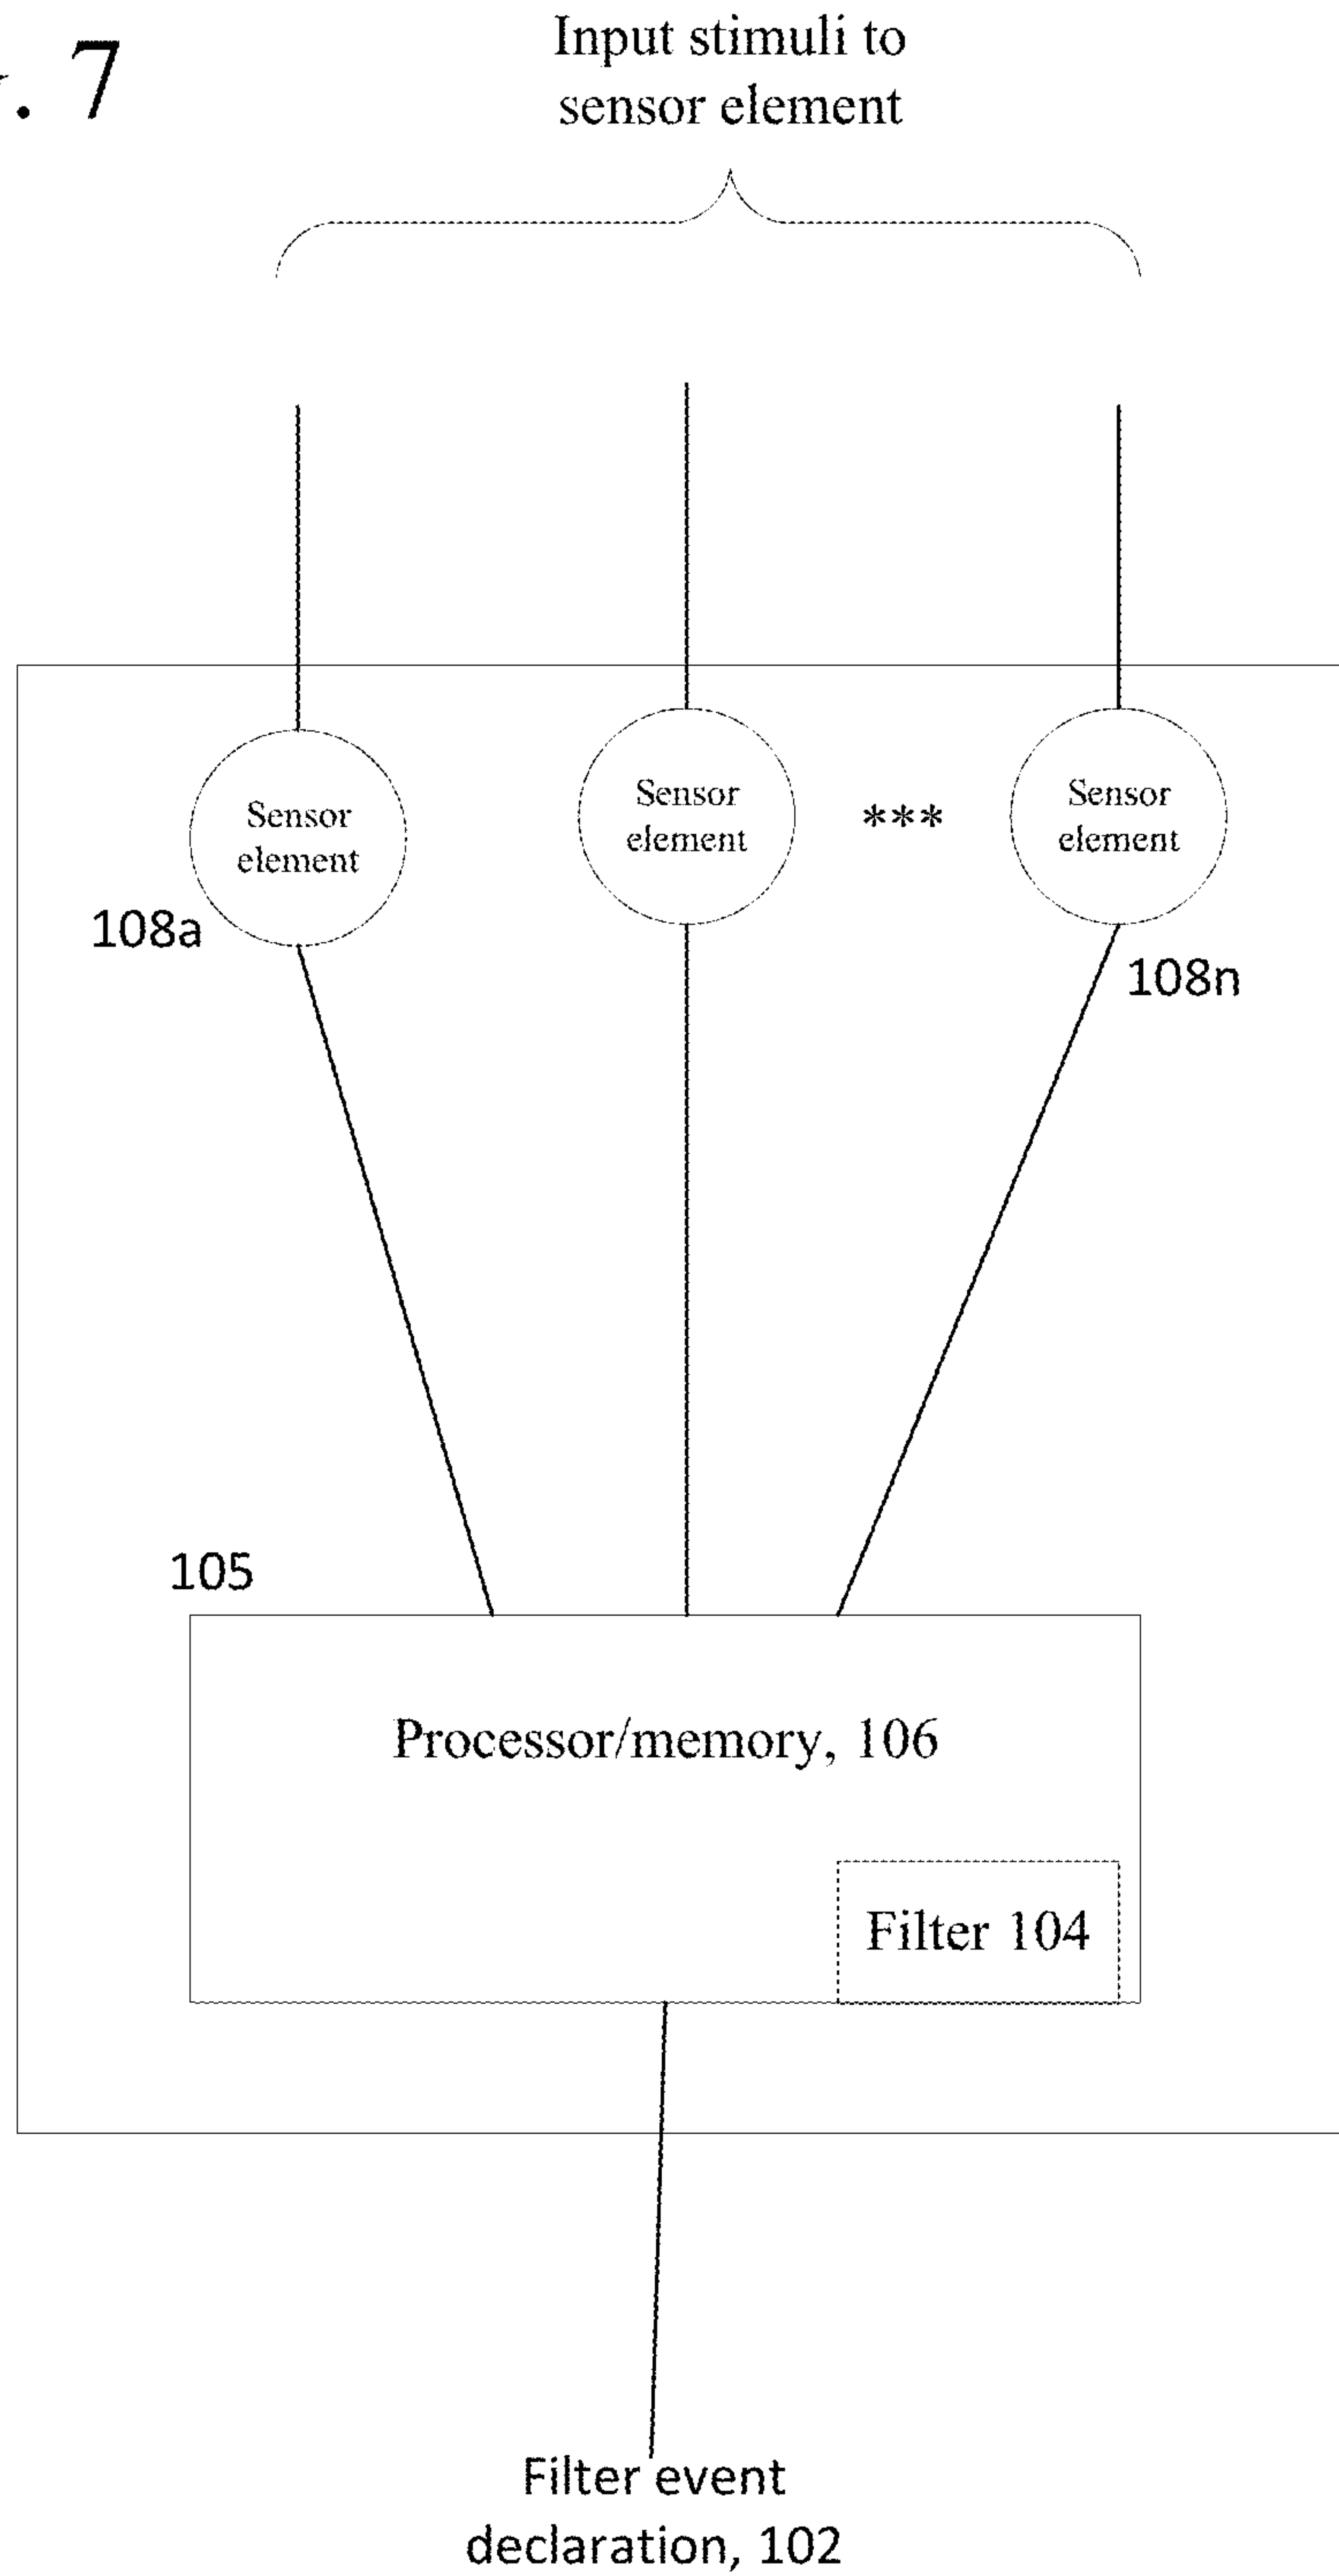 . 7
Input stimuli to
sensor element
Sensor
element
Sensor
element
***
Sensor
element
108a
108n
105
Processor/memory, 106
Filter 104
Filter event
declaration, 102